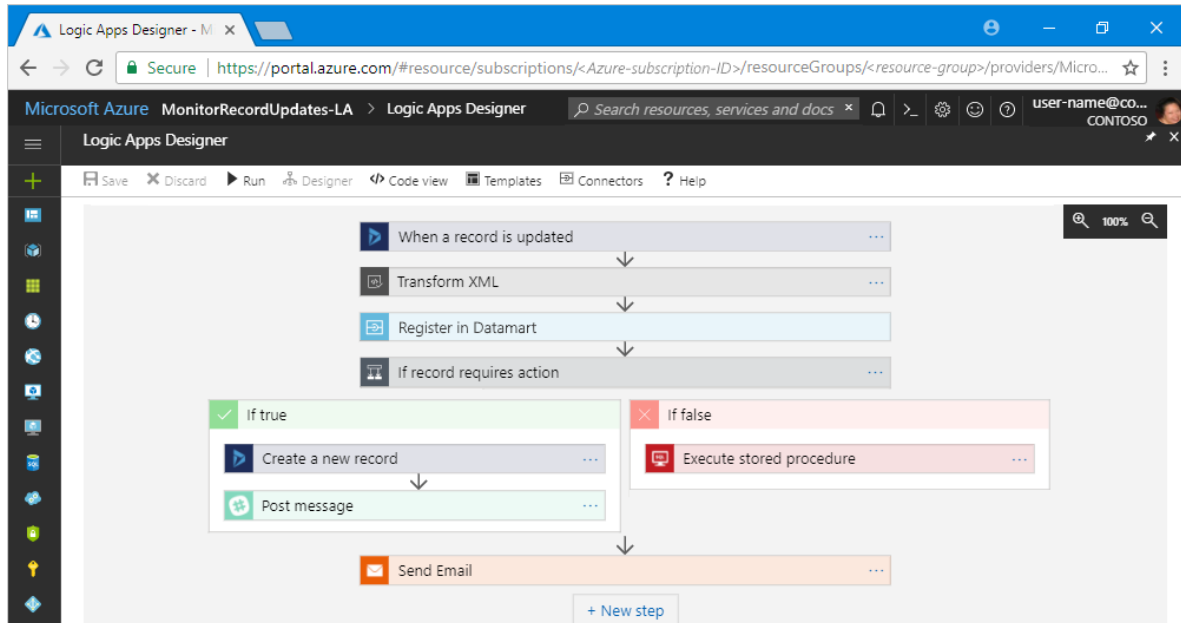 Logic Apps Designer - M
Secure | https://portal.azure.com/#resource/subscriptions/<Azure-subscription-ID>/resourceGroups/<resource-group>/providers/Micro...
Microsoft Azure MonitorRecordUpdates-LA > Logic Apps Designer Search resources, services and docs user-name@co...
CONTOSO
Logic Apps Designer
Save Discard Run Designer Code view Templates Connectors ? Help
100%
When a record is updated ...
Transform XML ...
Register in Datamart
If record requires action ...
If true If false
Create a new record ... Execute stored procedure ...
Post message ...
Send Email ...
+ New step